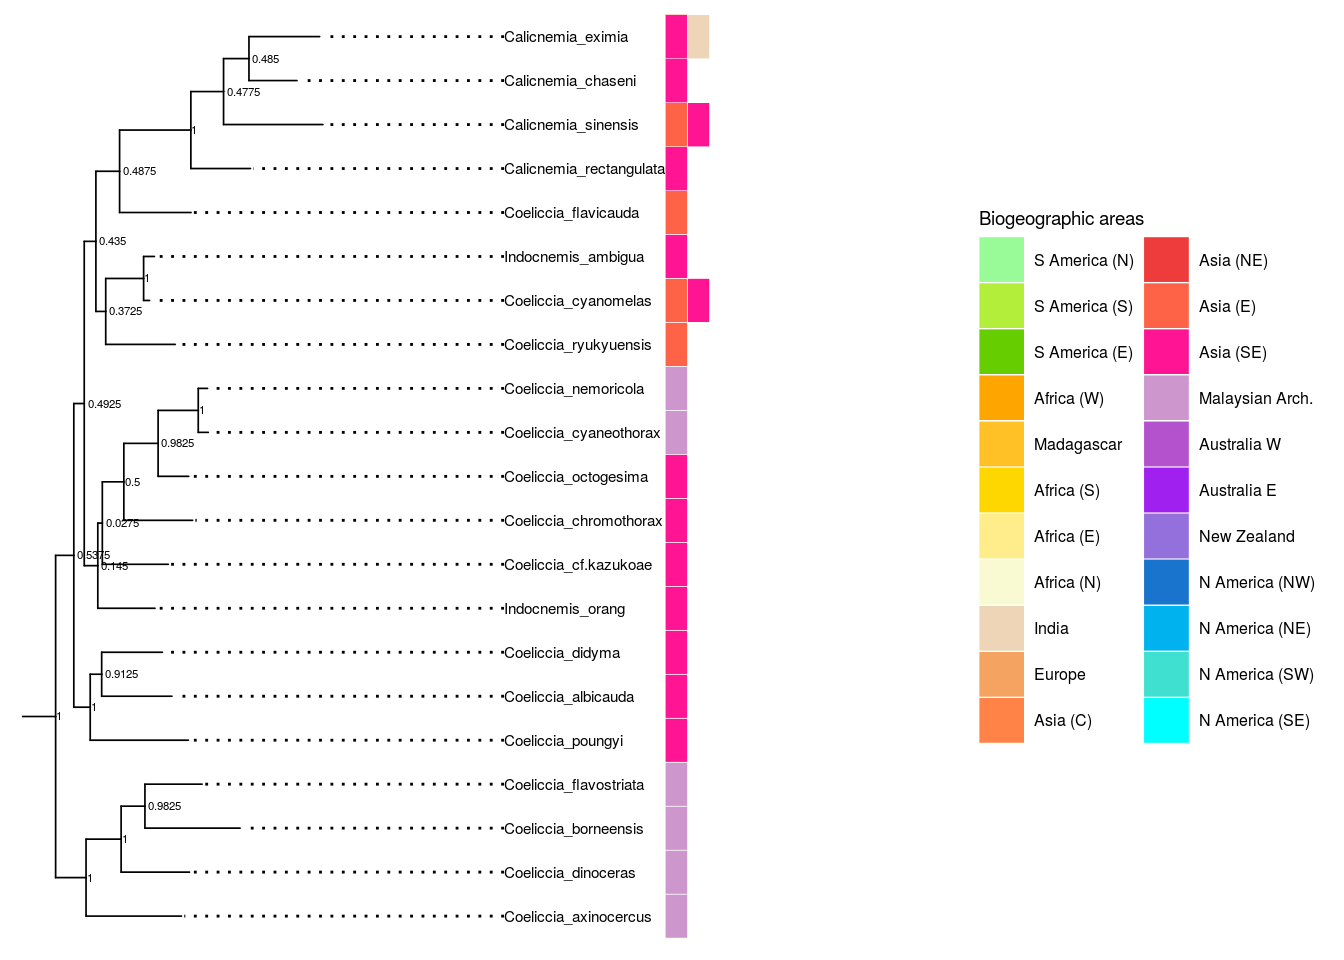 Calicnemia_eximia
0.485
Calicnemia_chaseni
0.4775
Calicnemia_sinensis
1
Calicnemia_rectangulata
0.4875
Coeliccia_flavicauda
0.435
Indocnemis_ambigua
1
Coeliccia_cyanomelas
0.3725
Coeliccia_ryukyuensis
Coeliccia_nemoricola
0.4925
1
Coeliccia_cyaneothorax
0.9825
Coeliccia_octogesima
0.5
Coeliccia_chromothorax
0.0275
0.5375
Coeliccia_cf.kazukoae
0.145
Indocnemis_orang
Coeliccia_didyma
0.9125
Coeliccia_albicauda
1
1
Coeliccia_poungyi
Coeliccia_flavostriata
0.9825
Coeliccia_borneensis
1
Coeliccia_dinoceras
1
Coeliccia_axinocercus
Biogeographic areas
S America (N)
S America (S)
S America (E)
Africa (W)
Madagascar
Africa (S)
Africa (E)
Africa (N)
India
Europe
Asia (C)
Asia (NE)
Asia (E)
Asia (SE)
Malaysian Arch.
Australia W
Australia E
New Zealand
N America (NW)
N America (NE)
N America (SW)
N America (SE)